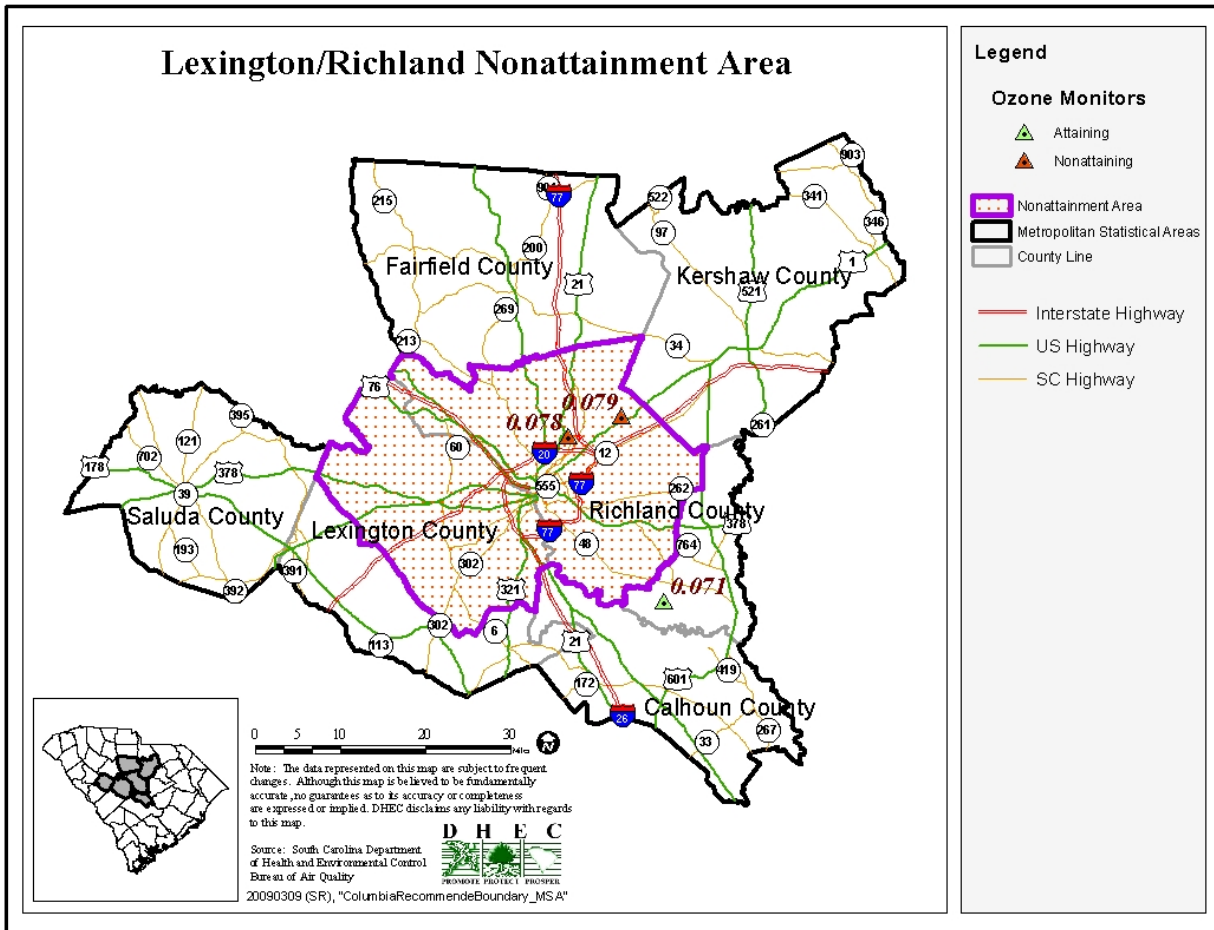 Lexington/Richland Nonattainment Area
903
522
341
215
77
97
346
200
1
Fairfield County
Kershaw County
21
521
269
213
34
76
0.079
395
0.078
261
121
60
12
702
20
178
378
39
555
77
262
Saluda County
Lexington County
Richland County
378
77
193
48
764
302
391
392
321
0.071
302
6
113
21
419
172
601
Calhoun County
26
33
267
0 5 10 20 30
Miles
N
Note: The data represented on this map are subject to frequent
changes. Although this map is believed to be fundamentally
accurate, no guarantees as to its accuracy or completeness
are expressed or implied. DHEC disclaims any liability with regards
to this map.
Source: South Carolina Department
of Health and Environmental Control
Bureau of Air Quality
D H E C
PROMOTE PROTECT PROSPER
20090309 (SR), "ColumbiaRecommendeBoundary_MSA"
Legend
Ozone Monitors
Attaining
Nonattaining
Nonattainment Area
Metropolitan Statistical Areas
County Line
Interstate Highway
US Highway
SC Highway